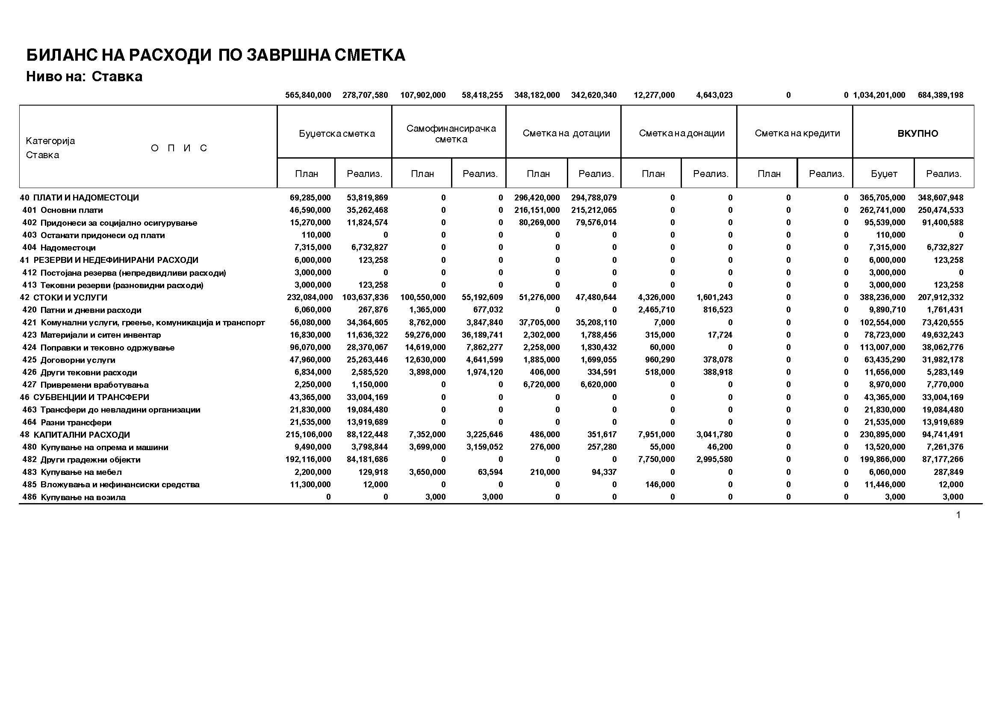 БИЛАНС НА РАСХОДИ ПО ЗАВРШНА СМЕТКА
Ниво на: Ставка
565,840,000 278,707,580 107,902,000 58,418,255 348,182,000 342,620,340 12,277,000 4,643,023 0 0 1,034,201,000 684,389,198
Категорија
Ставка
О П И С
Буџетска сметка
Самофинансирачка
сметка
Сметка на дотации
Сметка на донации
Сметка на кредити
ВКУПНО
План Реализ. План Реализ. План Реализ. План Реализ. План Реализ. Буџет Реализ.
40 ПЛАТИ И НАДОМЕСТОЦИ 69,285,000 53,819,869 0 0 296,420,000 294,788,079 0 0 0 0 365,705,000 348,607,948
401 Основни плати 46,590,000 35,262,468 0 0 216,151,000 215,212,065 0 0 0 0 262,741,000 250,474,533
402 Придонеси за социјално осигурување 15,270,000 11,824,574 0 0 80,269,000 79,576,014 0 0 0 0 95,539,000 91,400,588
403 Останати придонеси од плати 110,000 0 0 0 0 0 0 0 0 0 110,000 0
404 Надоместоци 7,315,000 6,732,827 0 0 0 0 0 0 0 0 7,315,000 6,732,827
41 РЕЗЕРВИ И НЕДЕФИНИРАНИ РАСХОДИ 6,000,000 123,258 0 0 0 0 0 0 0 0 6,000,000 123,258
412 Постојана резерва (непредвидливи расходи) 3,000,000 0 0 0 0 0 0 0 0 0 3,000,000 0
413 Тековни резерви (разновидни расходи) 3,000,000 123,258 0 0 0 0 0 0 0 0 3,000,000 123,258
42 СТОКИ И УСЛУГИ 232,084,000 103,637,836 100,550,000 55,192,609 51,276,000 47,480,644 4,326,000 1,601,243 0 0 388,236,000 207,912,332
420 Патни и дневни расходи 6,060,000 267,876 1,365,000 677,032 0 0 2,465,710 816,523 0 0 9,890,710 1,761,431
421 Комунални услуги, греење, комуникација и транспорт 56,080,000 34,364,605 8,762,000 3,847,840 37,705,000 35,208,110 7,000 0 0 0 102,554,000 73,420,555
423 Материјали и ситен инвентар 16,830,000 11,636,322 59,276,000 36,189,741 2,302,000 1,788,456 315,000 17,724 0 0 78,723,000 49,632,243
424 Поправки и тековно одржување 96,070,000 28,370,067 14,619,000 7,862,277 2,258,000 1,830,432 60,000 0 0 0 113,007,000 38,062,776
425 Договорни услуги 47,960,000 25,263,446 12,630,000 4,641,599 1,885,000 1,699,055 960,290 378,078 0 0 63,435,290 31,982,178
426 Други тековни расходи 6,834,000 2,585,520 3,898,000 1,974,120 406,000 334,591 518,000 388,918 0 0 11,656,000 5,283,149
427 Привремени вработувања 2,250,000 1,150,000 0 0 6,720,000 6,620,000 0 0 0 0 8,970,000 7,770,000
46 СУБВЕНЦИИ И ТРАНСФЕРИ 43,365,000 33,004,169 0 0 0 0 0 0 0 0 43,365,000 33,004,169
463 Трансфери до невладини организации 21,830,000 19,084,480 0 0 0 0 0 0 0 0 21,830,000 19,084,480
464 Разни трансфери 21,535,000 13,919,689 0 0 0 0 0 0 0 0 21,535,000 13,919,689
48 КАПИТАЛНИ РАСХОДИ 215,106,000 88,122,448 7,352,000 3,225,646 486,000 351,617 7,951,000 3,041,780 0 0 230,895,000 94,741,491
480 Купување на опрема и машини 9,490,000 3,798,844 3,699,000 3,159,052 276,000 257,280 55,000 46,200 0 0 13,520,000 7,261,376
482 Други градежни објекти 192,116,000 84,181,686 0 0 0 0 7,750,000 2,995,580 0 0 199,866,000 87,177,266
483 Купување на мебел 2,200,000 129,918 3,650,000 63,594 210,000 94,337 0 0 0 0 6,060,000 287,849
485 Вложувања и нефинансиски средства 11,300,000 12,000 0 0 0 0 146,000 0 0 0 11,446,000 12,000
486 Купување на возила 0 0 3,000 3,000 0 0 0 0 0 0 3,000 3,000
1